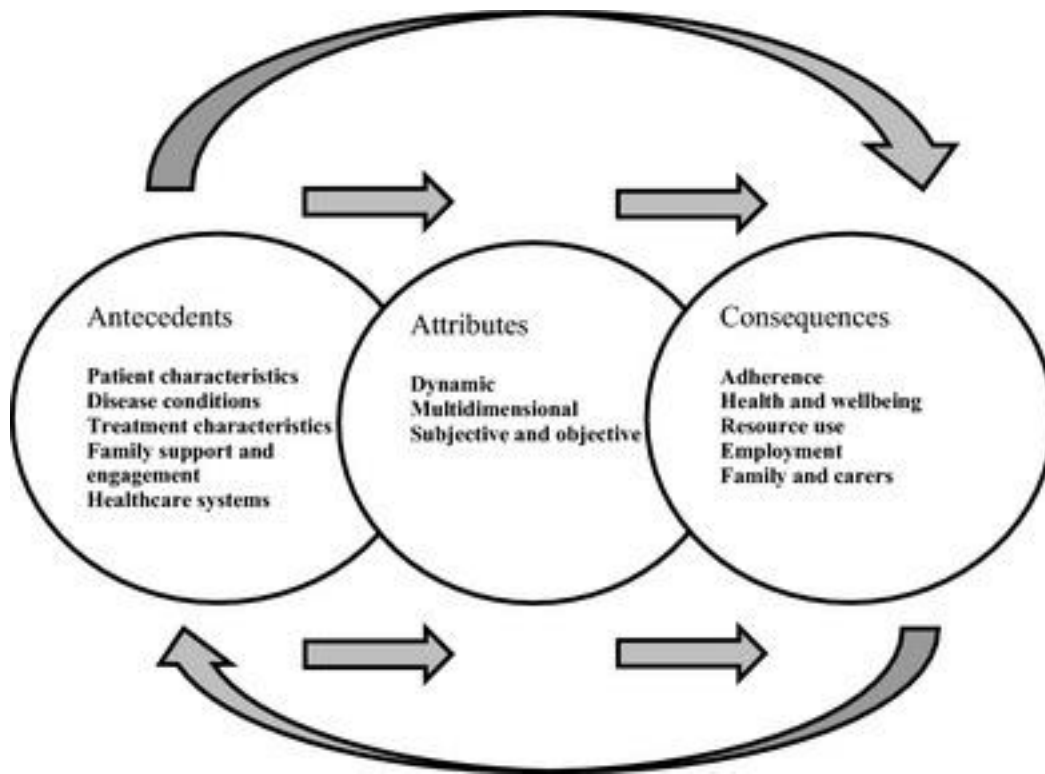 Antecedents
Patient characteristics
Disease conditions
Treatment characteristics
Family support and
engagement
Healthcare systems
Attributes
Dynamic
Multidimensional
Subjective and objective
Consequences
Adherence
Health and wellbeing
Resource use
Employment
Family and carers